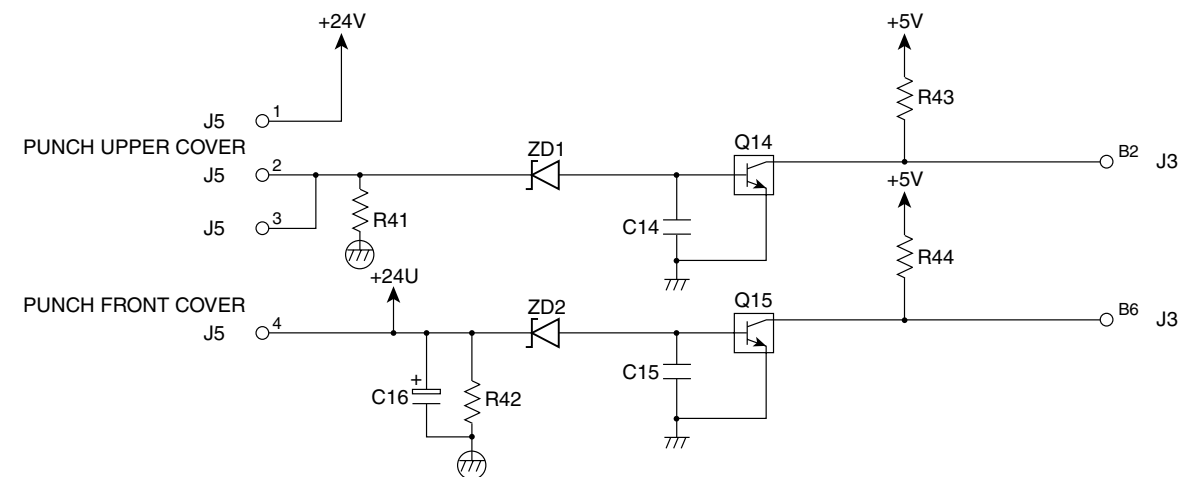 +24V
+5V
J5 1
R43
PUNCH UPPER COVER
ZD1
Q14
J5 2
B2 J3
+5V
J5 3
R41
C14
+24U
R44
PUNCH FRONT COVER
ZD2
Q15
J5 4
B6 J3
+
C16
R42
C15